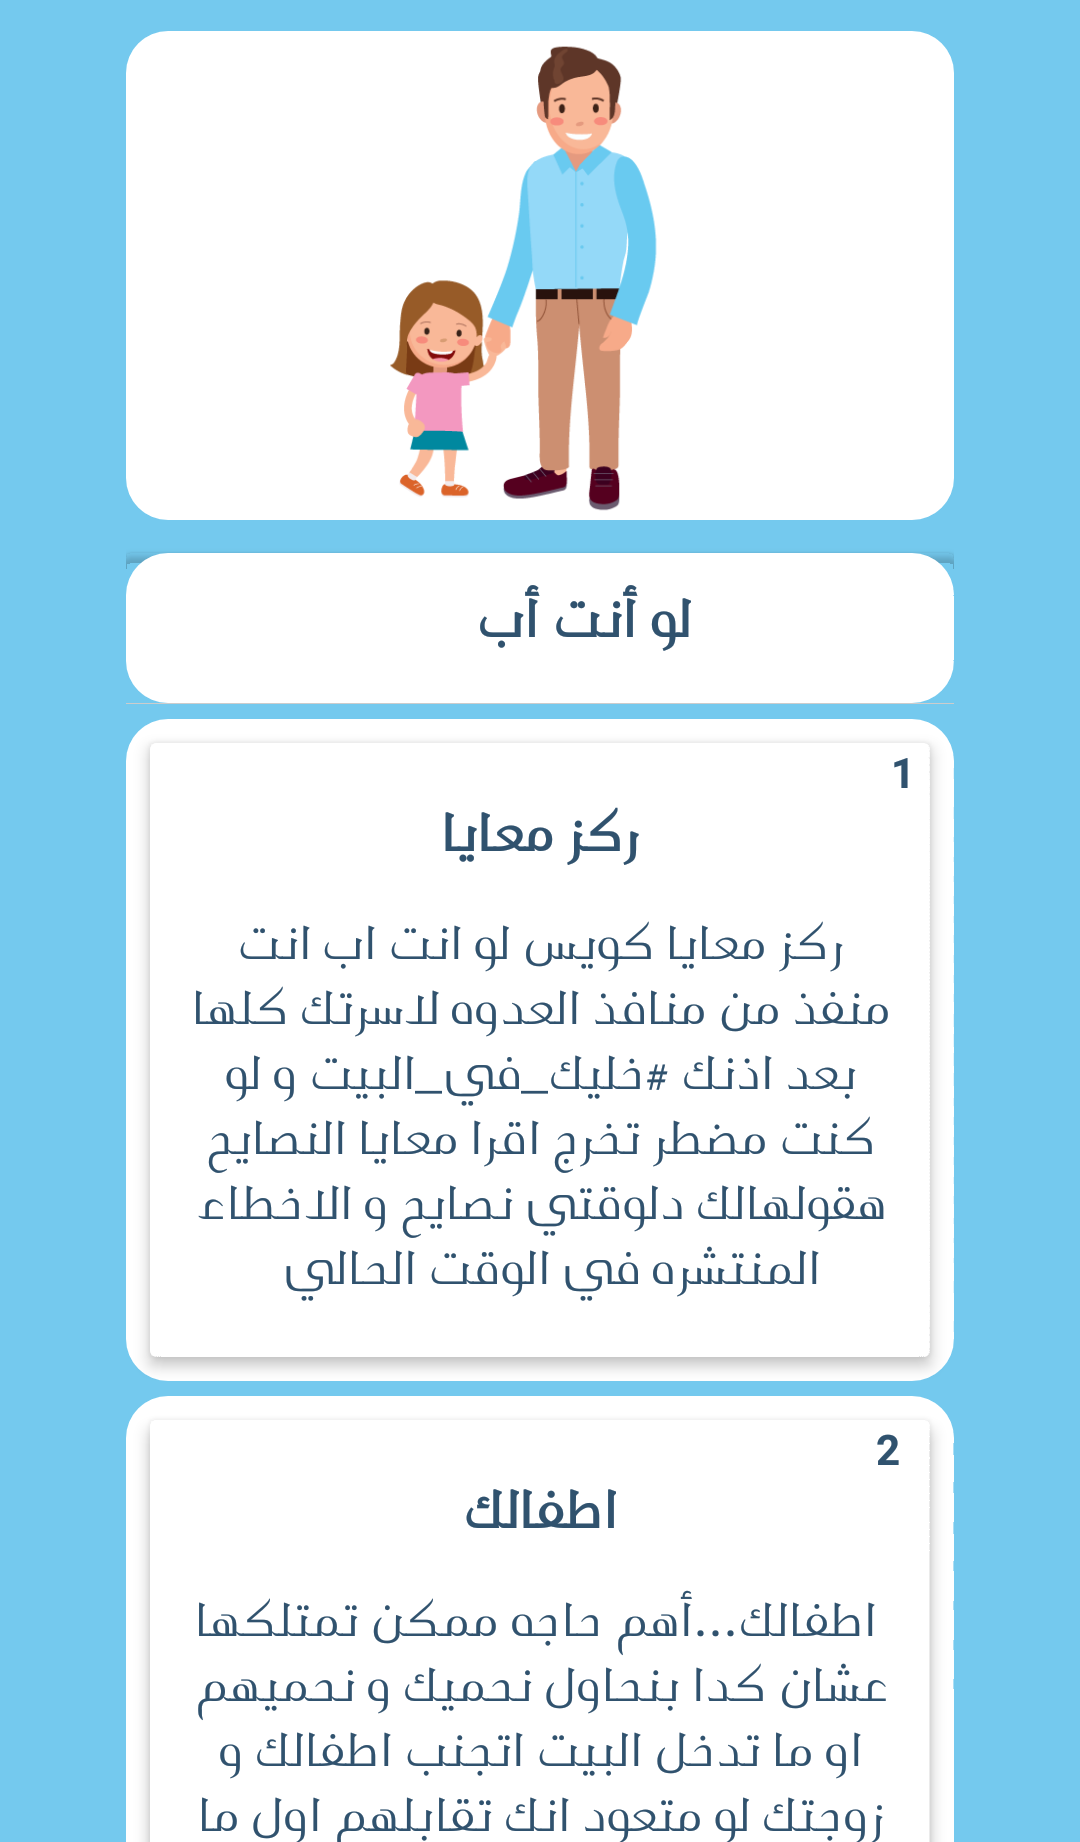 لو أنت أب
1
ركز معايا
ركز معايا كويس لو انت اب انت
منفذ من منافذ العدوه لاسرتك كلها
بعد اذنك #خليك_في_البيت و لو
كنت مضطر تخرج اقرا معايا النصايح
هقولهالك دلوقتي نصايح و الاخطاء
المنتشره في الوقت الحالي
2
اطفالك
اطفالك...أهم حاجه ممكن تمتلكها
عشان كدا بنحاول نحميك و نحميهم
او ما تدخل البيت اتجنب اطفالك و
زوجتك لو متعود انك تقابلهم اول ما